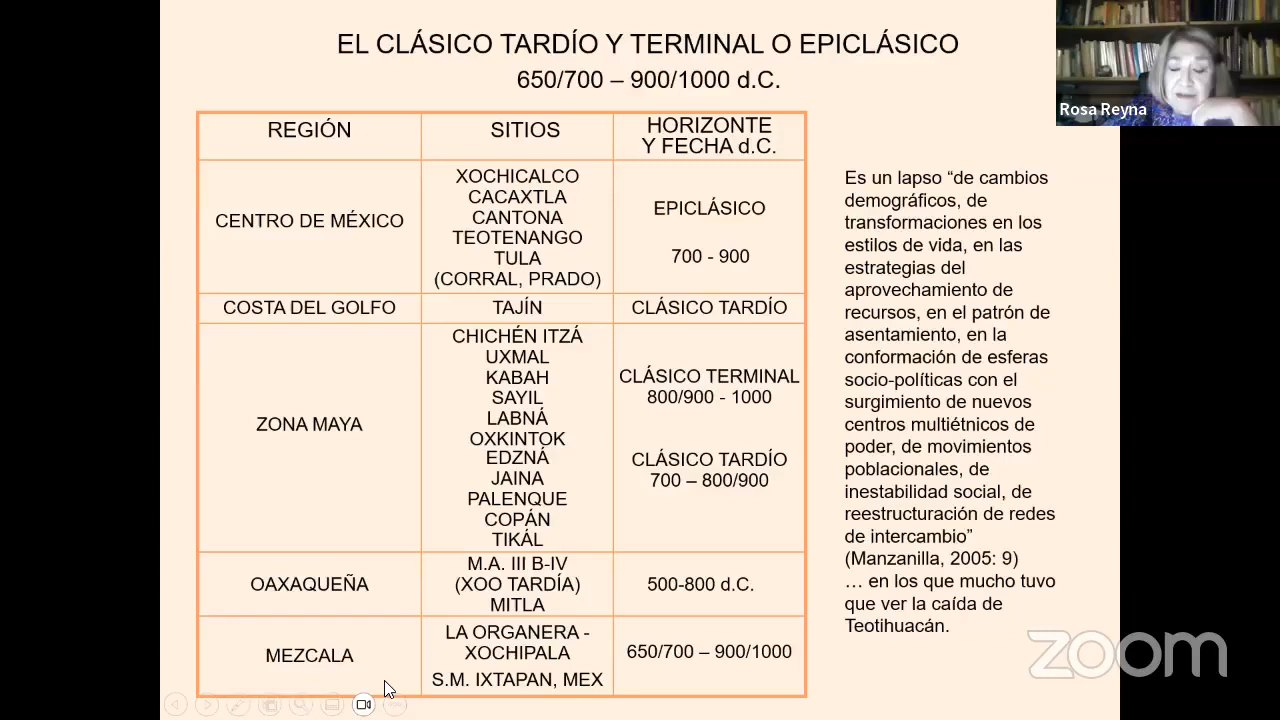 EL CLÁSICO TARDÍO Y TERMINAL O EPICLÁSICO
650/700 – 900/1000 d.C.
Rosa Reyna
REGIÓN
SITIOS
HORIZONTE
Y FECHA d.C.
CENTRO DE MÉXICO
XOCHICALCO
CACAXTLA
CANTONA
TEOTENANGO
TULA
(CORRAL, PRADO)
EPICLÁSICO
700 - 900
COSTA DEL GOLFO
TAJÍN
CLÁSICO TARDÍO
ZONA MAYA
CHICHÉN ITZÁ
UXMAL
KABAH
SAYIL
LABNÁ
OXKINTOK
EDZNÁ
JAINA
PALENQUE
COPÁN
TIKÁL
CLÁSICO TERMINAL
800/900 - 1000
CLÁSICO TARDÍO
700 – 800/900
OAXAQUEÑA
M.A. III B-IV
(XOO TARDÍA)
MITLA
500-800 d.C.
MEZCALA
LA ORGANERA -
XOCHIPALA
S.M. IXTAPAN, MEX
650/700 – 900/1000
Es un lapso “de cambios
demográficos, de
transformaciones en los
estilos de vida, en las
estrategias del
aprovechamiento de
recursos, en el patrón de
asentamiento, en la
conformación de esferas
socio-políticas con el
surgimiento de nuevos
centros multiétnicos de
poder, de movimientos
poblacionales, de
inestabilidad social, de
reestructuración de redes
de intercambio”
(Manzanilla, 2005: 9)
… en los que mucho tuvo
que ver la caída de
Teotihuacán.
zoom